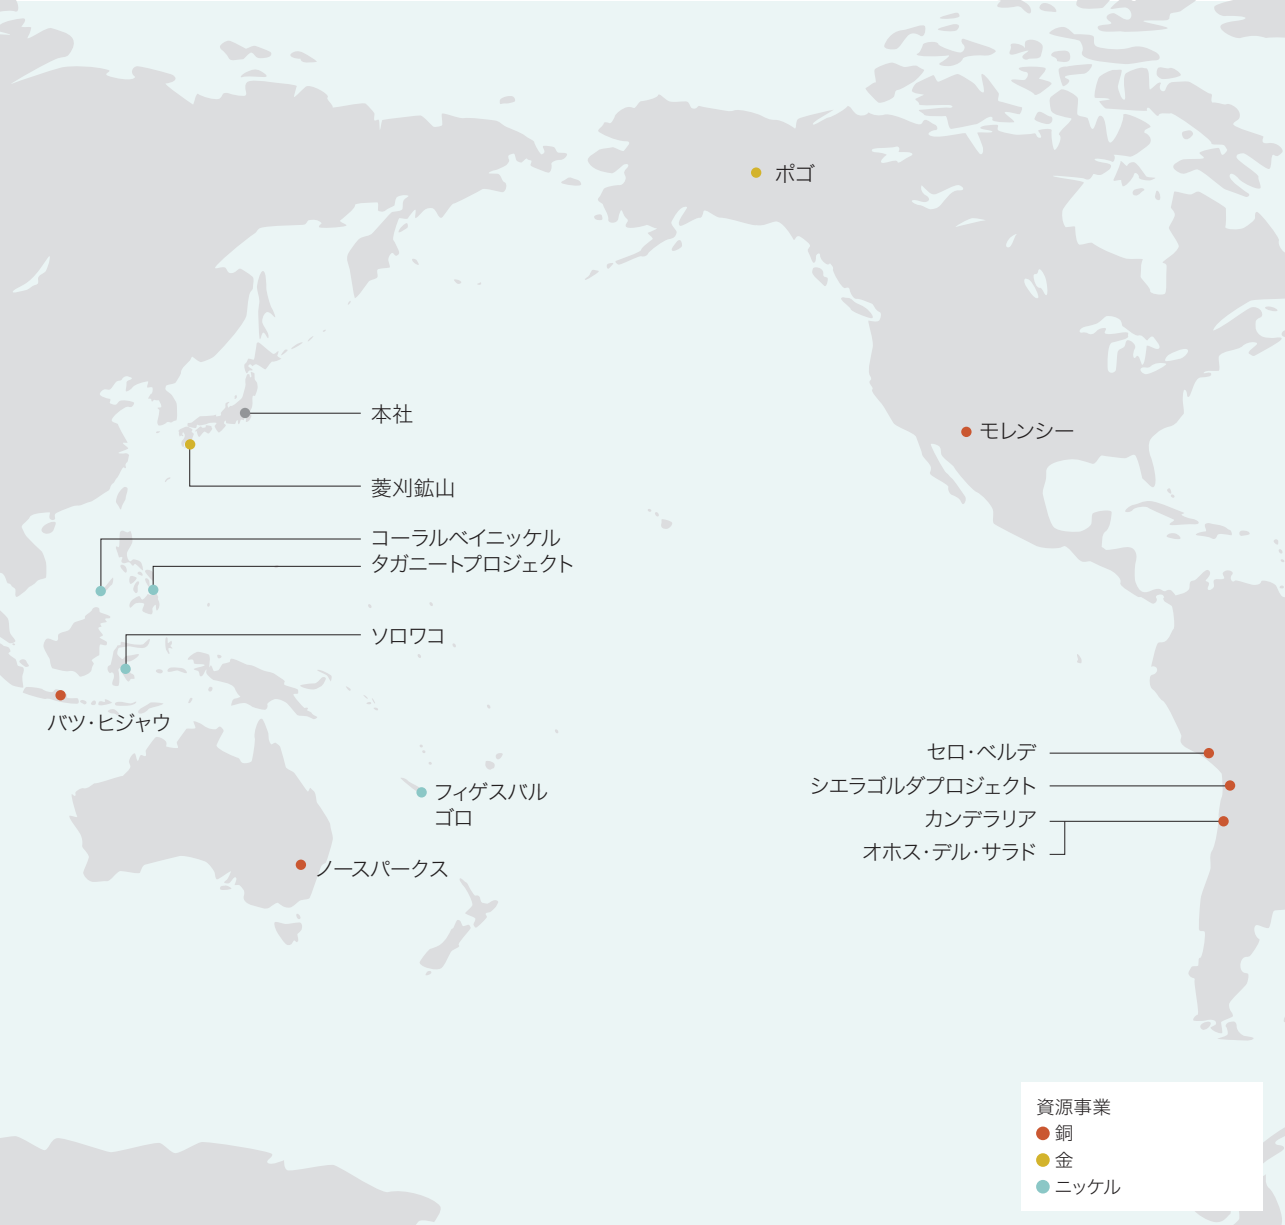 ポゴ
本社
モレンシー
菱刈鉱山
コーラルベイニッケル
タガニートプロジェクト
ソロワコ
バツ・ヒジャウ
セロ・ベルデ
シエラゴルダプロジェクト
フィゲスバル
ゴロ
カンデラリア
オホス・デル・サラド
ノースパークス
資源事業
銅
金
ニッケル